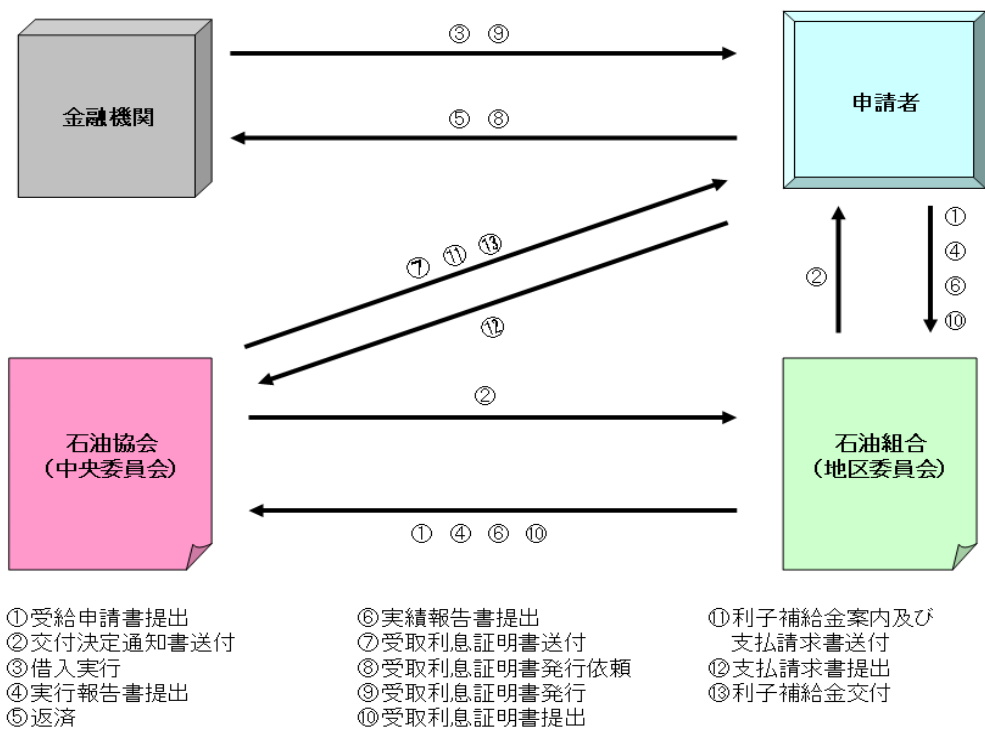 ③ ⑨
金融機関
申請者
⑤ ⑧
①
④
⑥
⑩
②
⑦ ⑪ ⑬
⑫
②
石油協会
(中央委員会)
石油組合
(地区委員会)
① ④ ⑥ ⑩
①受給申請書提出
②交付決定通知書送付
③借入実行
④実行報告書提出
⑤返済
⑥実績報告書提出
⑦受取利息証明書送付
⑧受取利息証明書発行依頼
⑨受取利息証明書発行
⑩受取利息証明書提出
⑪利子補給金案内及び
支払請求書送付
⑫支払請求書提出
⑬利子補給金交付